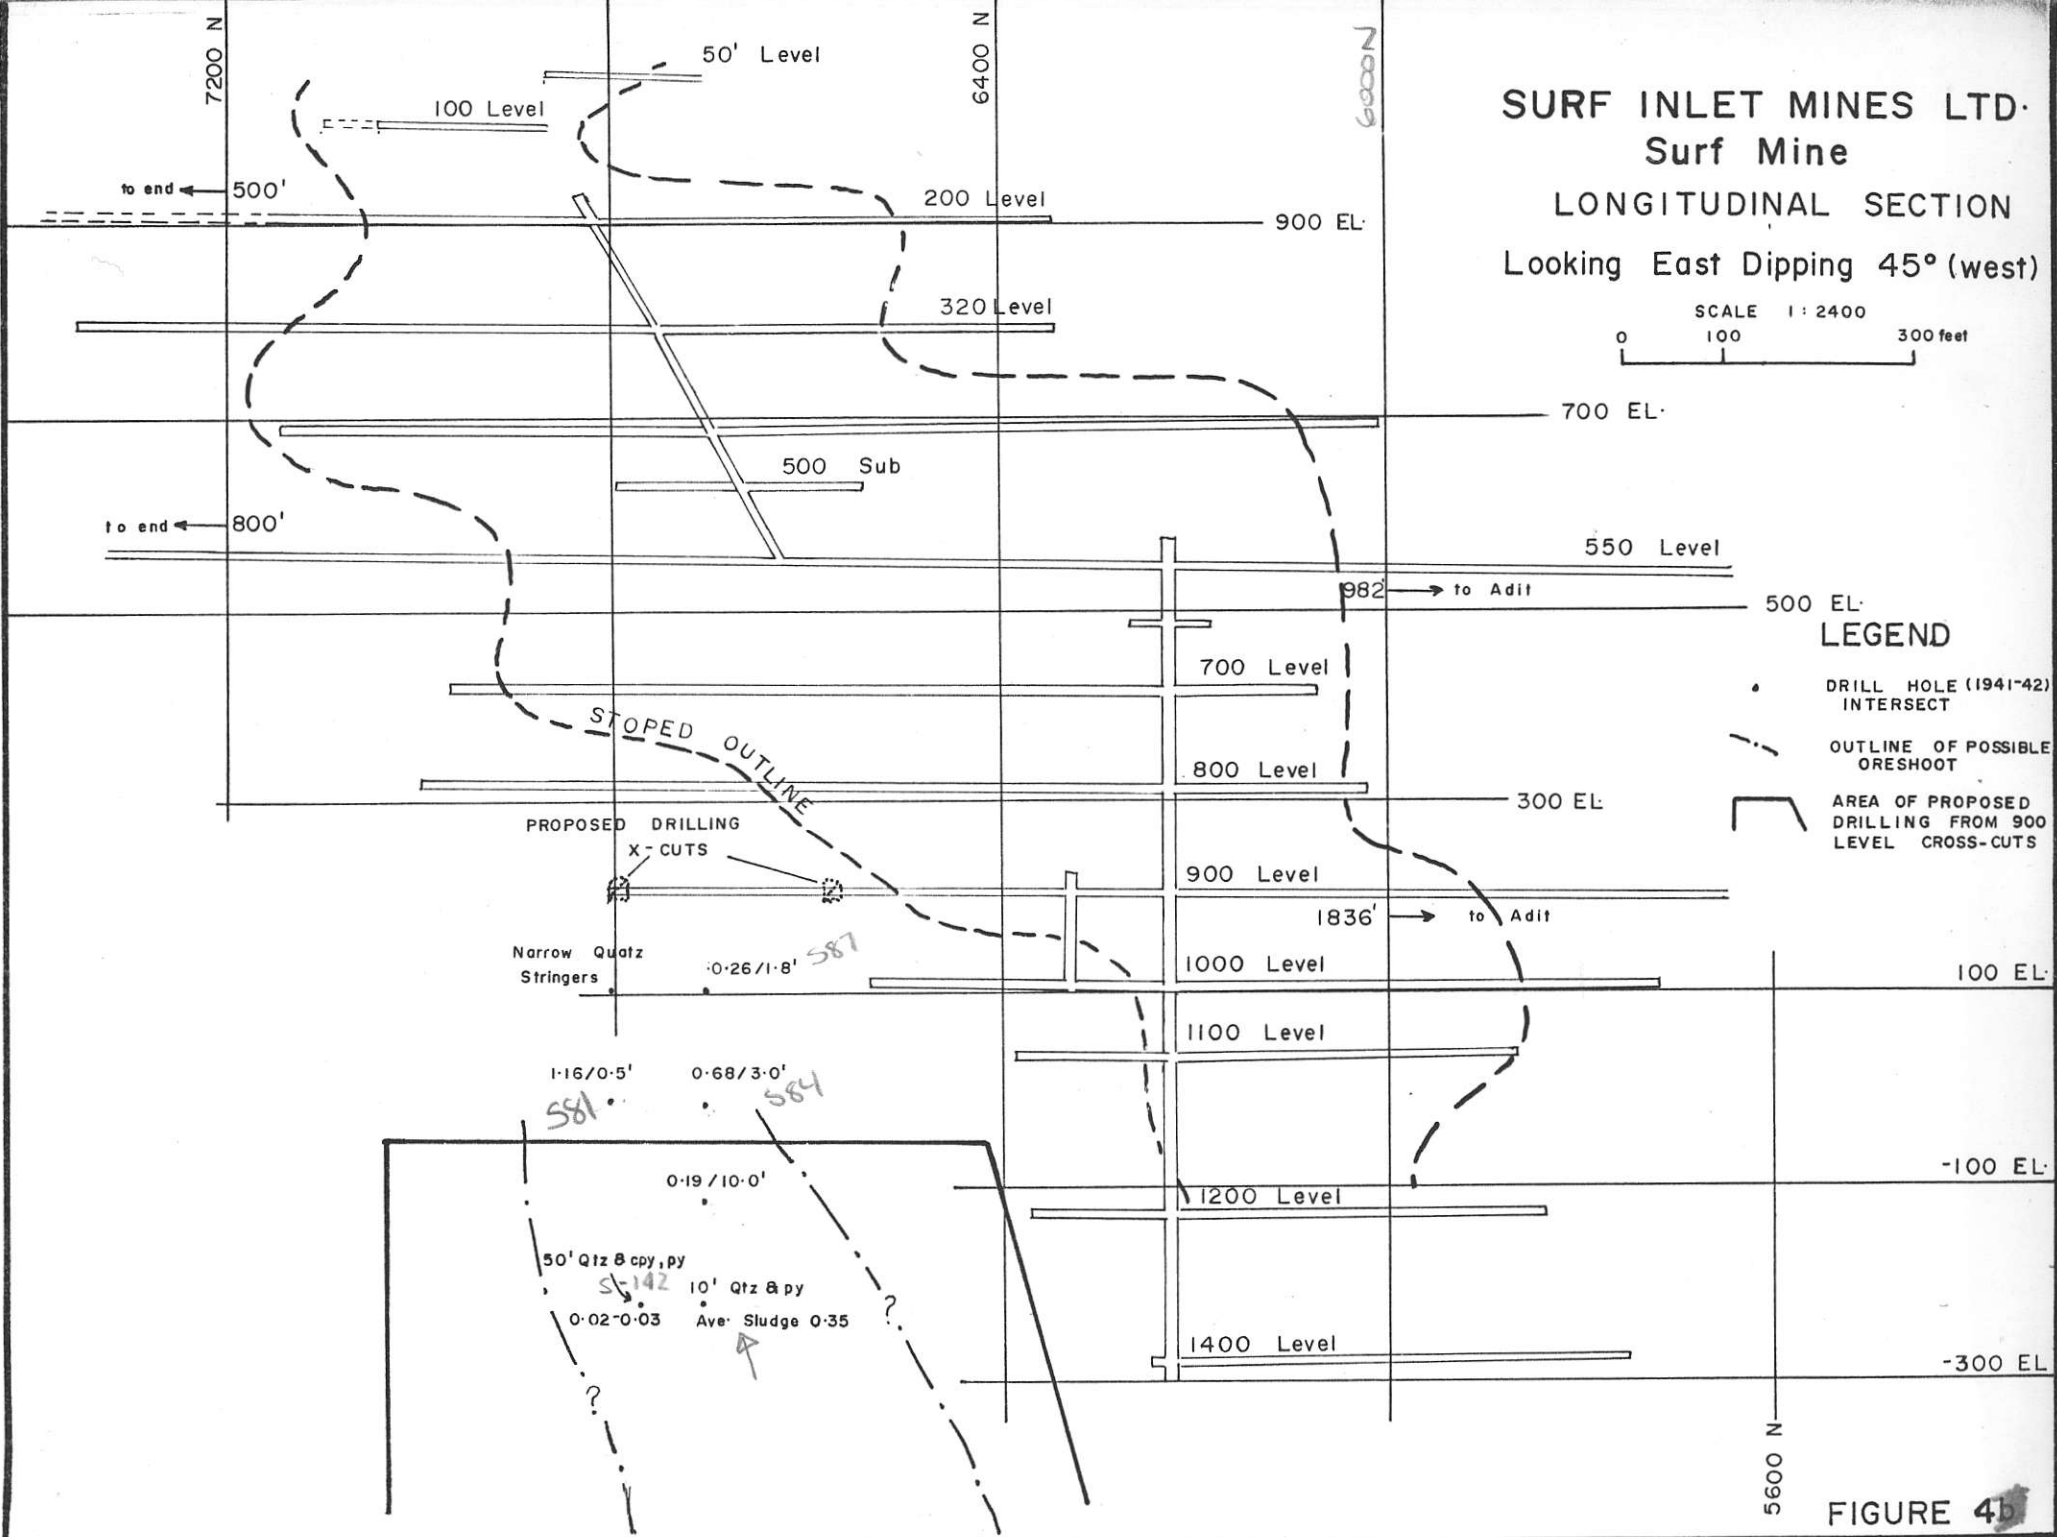 7200 N
6400 N
6000N
50' Level
100 Level
SURF INLET MINES LTD.
Surf Mine
LONGITUDINAL SECTION
Looking East Dipping 45° (west)
SCALE 1 : 2400
0 100 300 feet
to end 500'
200 Level
900 EL.
320 Level
700 EL.
500 Sub
to end 800'
550 Level
982' to Adit
500 EL.
LEGEND
DRILL HOLE (1941-42)
INTERSECT
OUTLINE OF POSSIBLE
ORESHOOT
AREA OF PROPOSED
DRILLING FROM 900
LEVEL CROSS-CUTS
700 Level
STOPED OUTLINE
800 Level
300 EL.
PROPOSED DRILLING
X-CUTS
900 Level
1836' to Adit
Narrow Quatz
Stringers
0.26/1.8' S87
1000 Level
100 EL.
1100 Level
1.16/0.5'
S81
0.68/3.0'
S84
0.19/10.0'
-100 EL.
1200 Level
50' Qtz & cpy, py
S-142
0.02-0.03
10' Qtz & py
Ave. Sludge 0.35
?
?
1400 Level
-300 EL
5600 N
FIGURE 4b